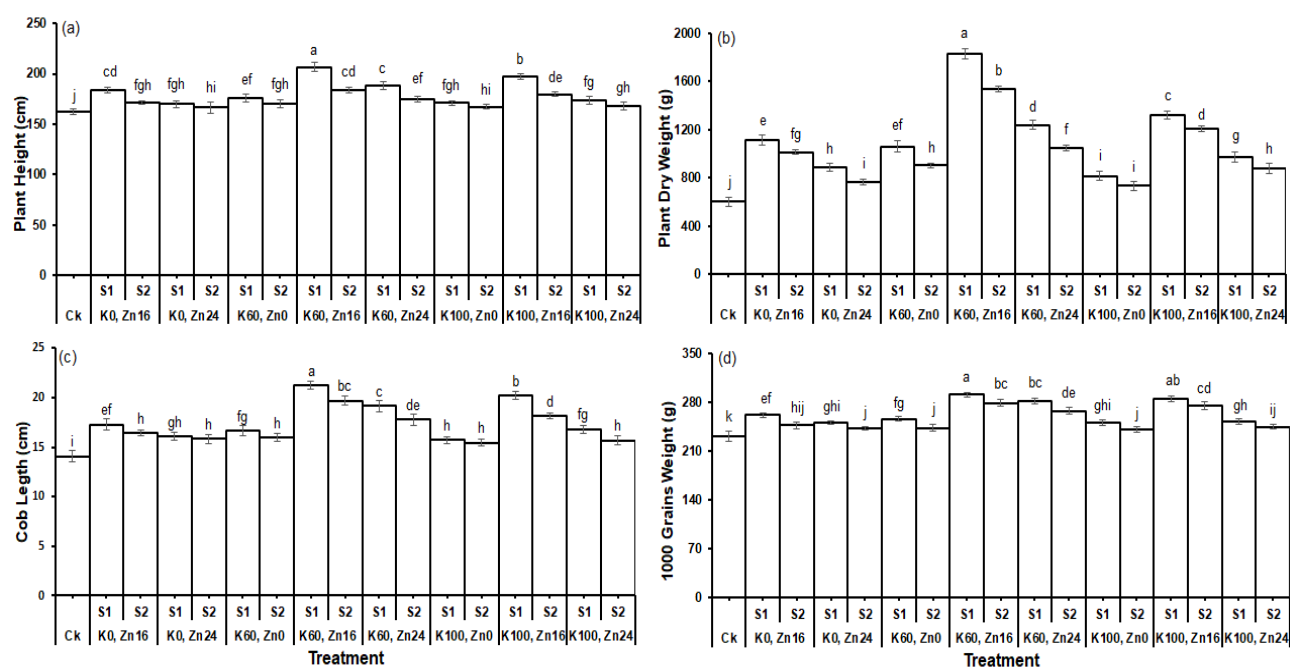 (a)
Plant Height (cm)
250
200
150
100
50
0
j cd fgh fgh hi ef fgh a cd c ef fgh hi b de fg gh
S1 S2 S1 S2 S1 S2 S1 S2 S1 S2 S1 S2 S1 S2 S1 S2
Ck K0, Zn16 K0, Zn24 K60, Zn0 K60, Zn16 K60, Zn24 K100, Zn0 K100, Zn16 K100, Zn24
(b)
Plant Dry Weight (g)
2000
1600
1200
800
400
0
j e fg h i ef h a b d f i i c d g h
S1 S2 S1 S2 S1 S2 S1 S2 S1 S2 S1 S2 S1 S2 S1 S2
Ck K0, Zn16 K0, Zn24 K60, Zn0 K60, Zn16 K60, Zn24 K100, Zn0 K100, Zn16 K100, Zn24
(c)
Cob Legth (cm)
25
20
15
10
5
0
i ef h gh h fg h a bc c de h h b d fg h
S1 S2 S1 S2 S1 S2 S1 S2 S1 S2 S1 S2 S1 S2 S1 S2
Ck K0, Zn16 K0, Zn24 K60, Zn0 K60, Zn16 K60, Zn24 K100, Zn0 K100, Zn16 K100, Zn24
Treatment
(d)
1000 Grains Weight (g)
350
280
210
140
70
0
k ef hij ghi j fg j a bc bc de ghi j ab cd gh ij
S1 S2 S1 S2 S1 S2 S1 S2 S1 S2 S1 S2 S1 S2 S1 S2
Ck K0, Zn16 K0, Zn24 K60, Zn0 K60, Zn16 K60, Zn24 K100, Zn0 K100, Zn16 K100, Zn24
Treatment